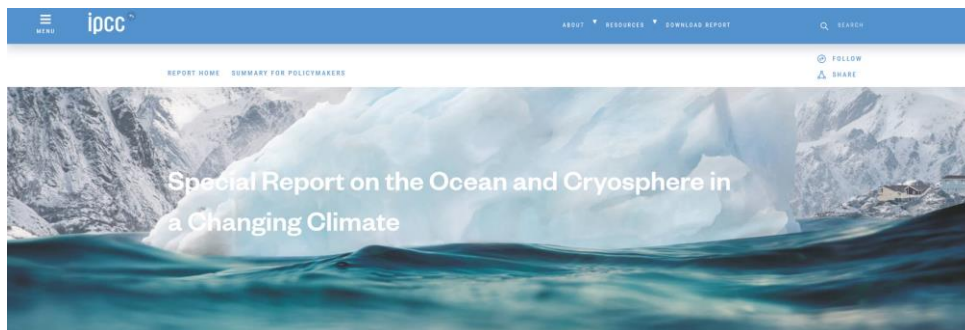 MENU
ipcc
ABOUT
RESOURCES
DOWNLOAD REPORT
SEARCH
FOLLOW
REPORT HOME
SUMMARY FOR POLICYMAKERS
SHARE
Special Report on the Ocean and Cryosphere in
a Changing Climate